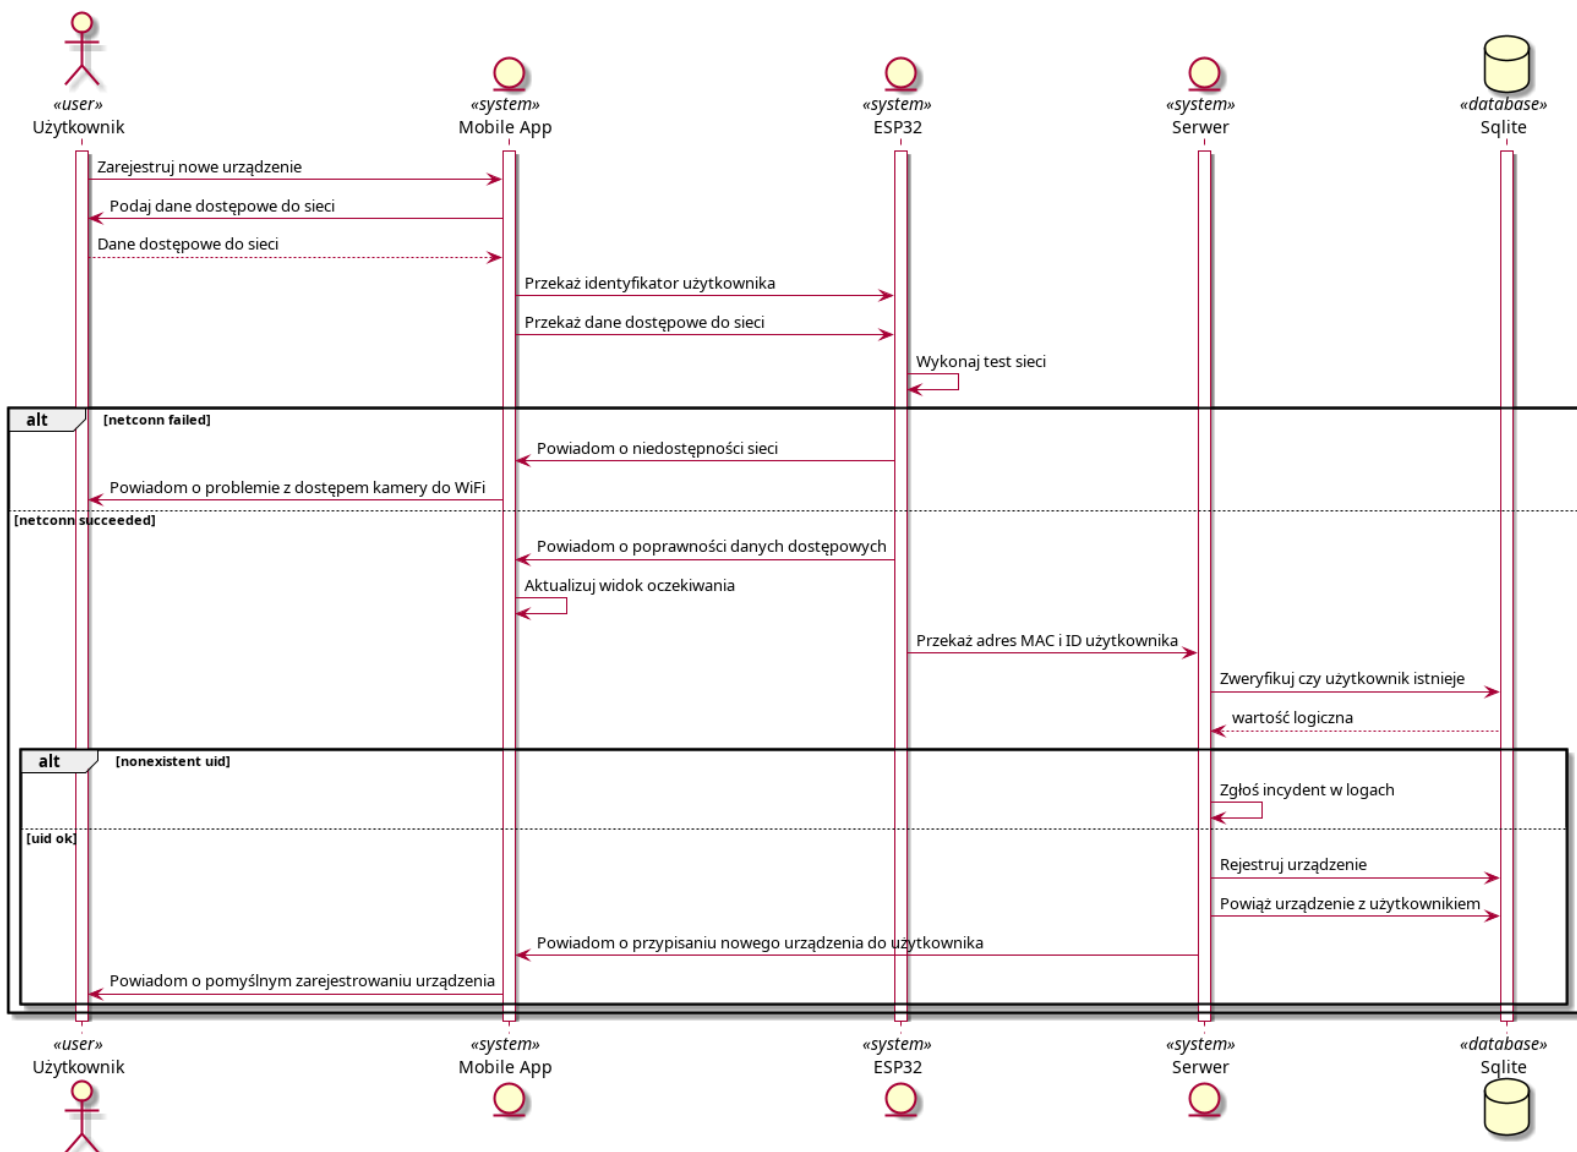 «user»
Użytkownik
«system»
Mobile App
«system»
ESP32
«system»
Serwer
«database»
Sqlite
Zarejestruj nowe urządzenie
Podaj dane dostępowe do sieci
Dane dostępowe do sieci
Przekaż identyfikator użytkownika
Przekaż dane dostępowe do sieci
Wykonaj test sieci
alt [netconn failed]
Powiadom o niedostępności sieci
Powiadom o problemie z dostępem kamery do WiFi
[netconn succeeded]
Powiadom o poprawności danych dostępowych
Aktualizuj widok oczekiwania
Przekaż adres MAC i ID użytkownika
Zweryfikuj czy użytkownik istnieje
wartość logiczna
alt [nonexistent uid]
Zgłoś incydent w logach
[uid ok]
Rejestruj urządzenie
Powiąż urządzenie z użytkownikiem
Powiadom o przypisaniu nowego urządzenia do użytkownika
Powiadom o pomyślnym zarejestrowaniu urządzenia
«user»
Użytkownik
«system»
Mobile App
«system»
ESP32
«system»
Serwer
«database»
Sqlite